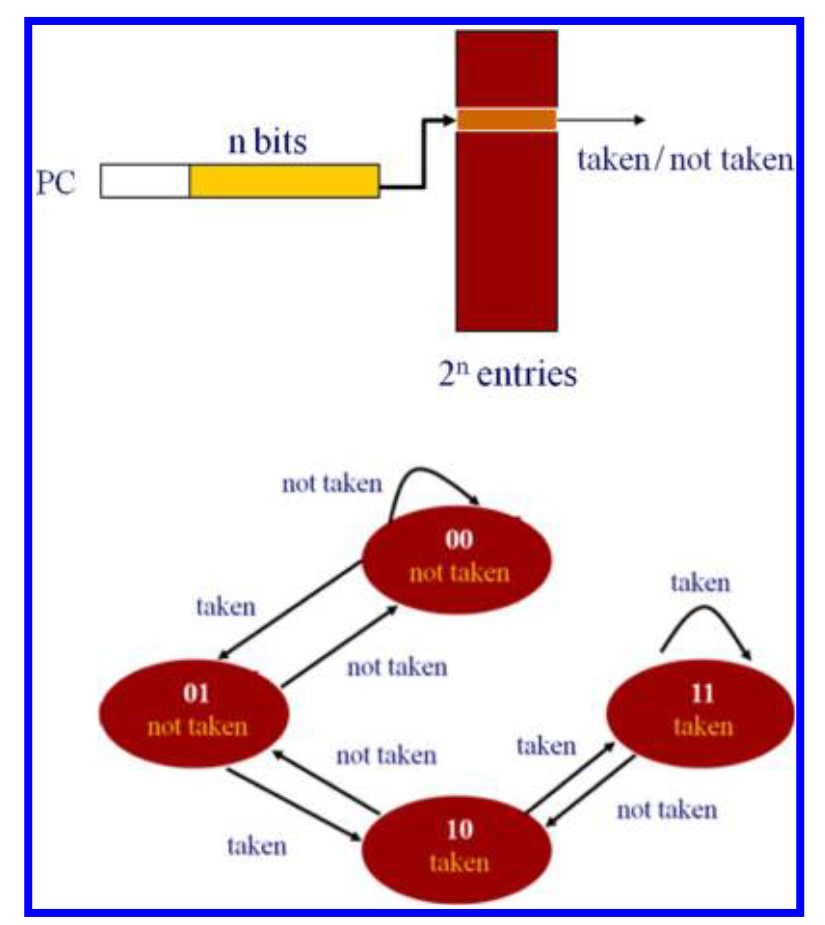 n bits
PC
taken/not taken
2ⁿ entries
not taken
00
not taken
taken
not taken
taken
01
not taken
11
taken
not taken
taken
not taken
taken
10
taken